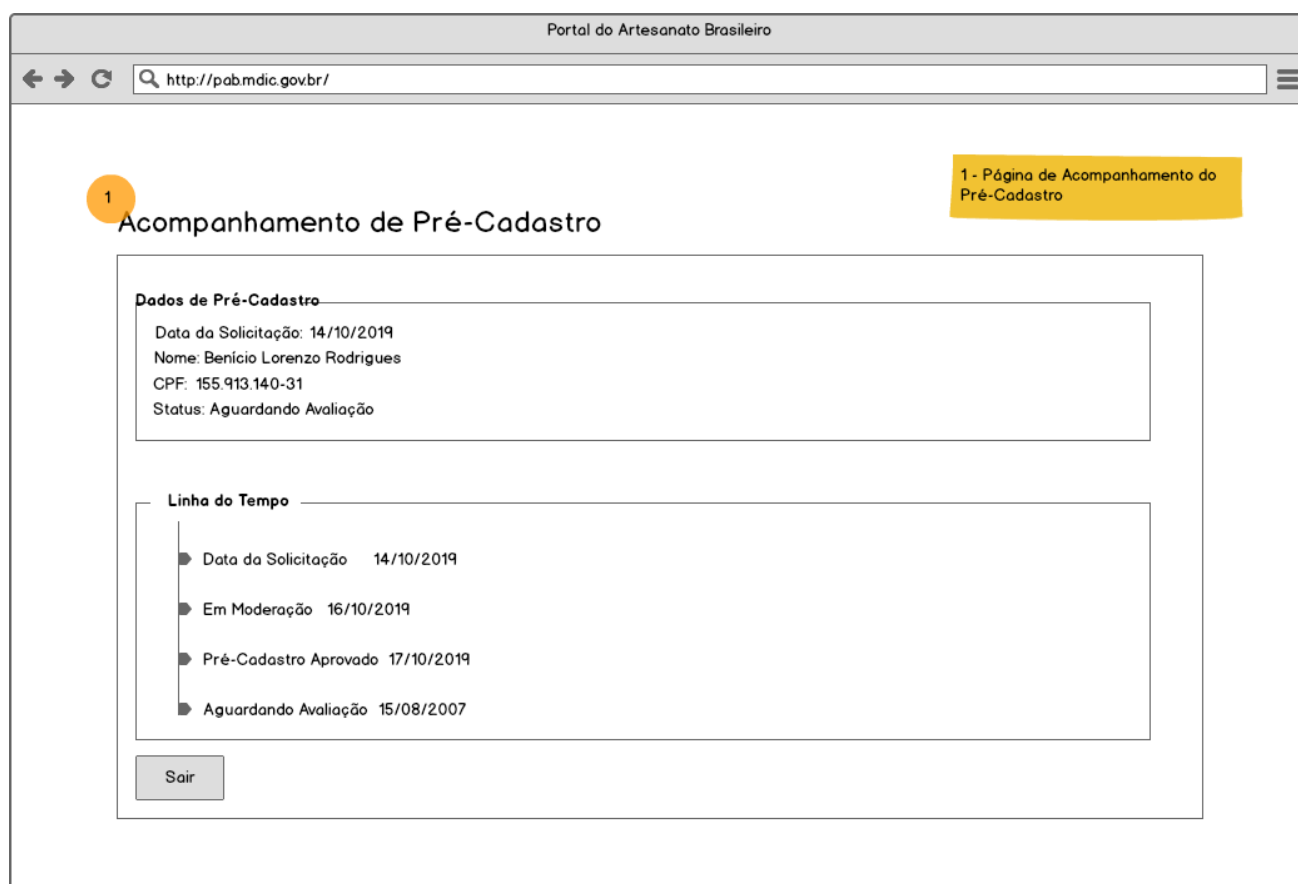 Portal do Artesanato Brasileiro
http://pab.mdic.gov.br/
1 - Página de Acompanhamento do
Pré-Cadastro
1
Acompanhamento de Pré-Cadastro
Dados de Pré-Cadastro
Data da Solicitação: 14/10/2019
Nome: Benício Lorenzo Rodrigues
CPF: 155.913.140-31
Status: Aguardando Avaliação
Linha do Tempo
Data da Solicitação 14/10/2019
Em Moderação 16/10/2019
Pré-Cadastro Aprovado 17/10/2019
Aguardando Avaliação 15/08/2007
Sair